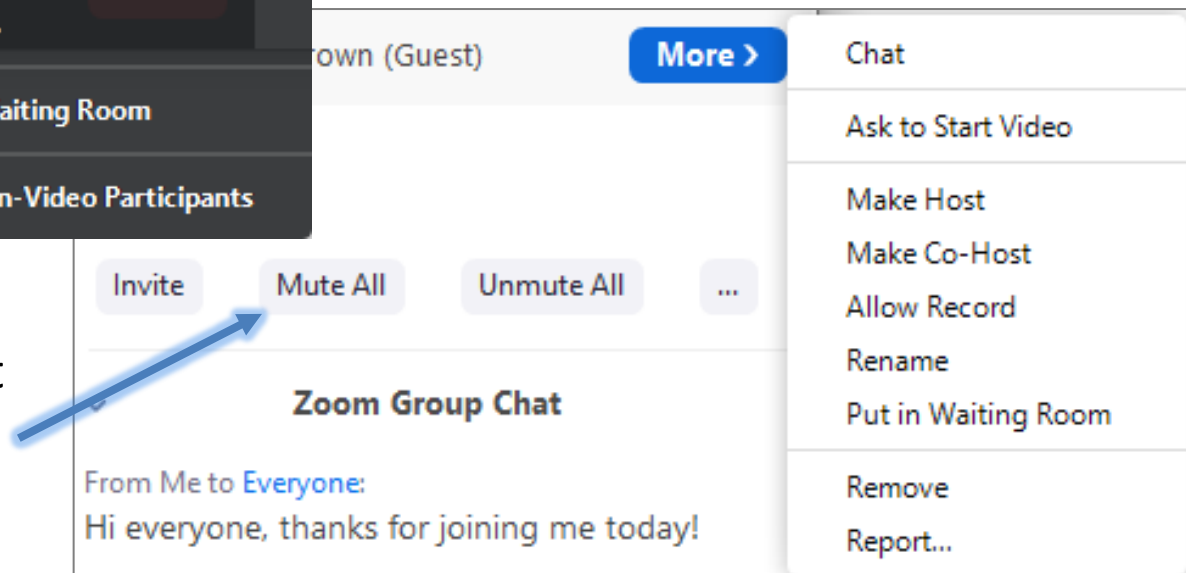 own (Guest)
More >
aiting Room
n-Video Participants
Invite
Mute All
Unmute All
...
Zoom Group Chat
From Me to Everyone:
Hi everyone, thanks for joining me today!
Chat
Ask to Start Video
Make Host
Make Co-Host
Allow Record
Rename
Put in Waiting Room
Remove
Report...